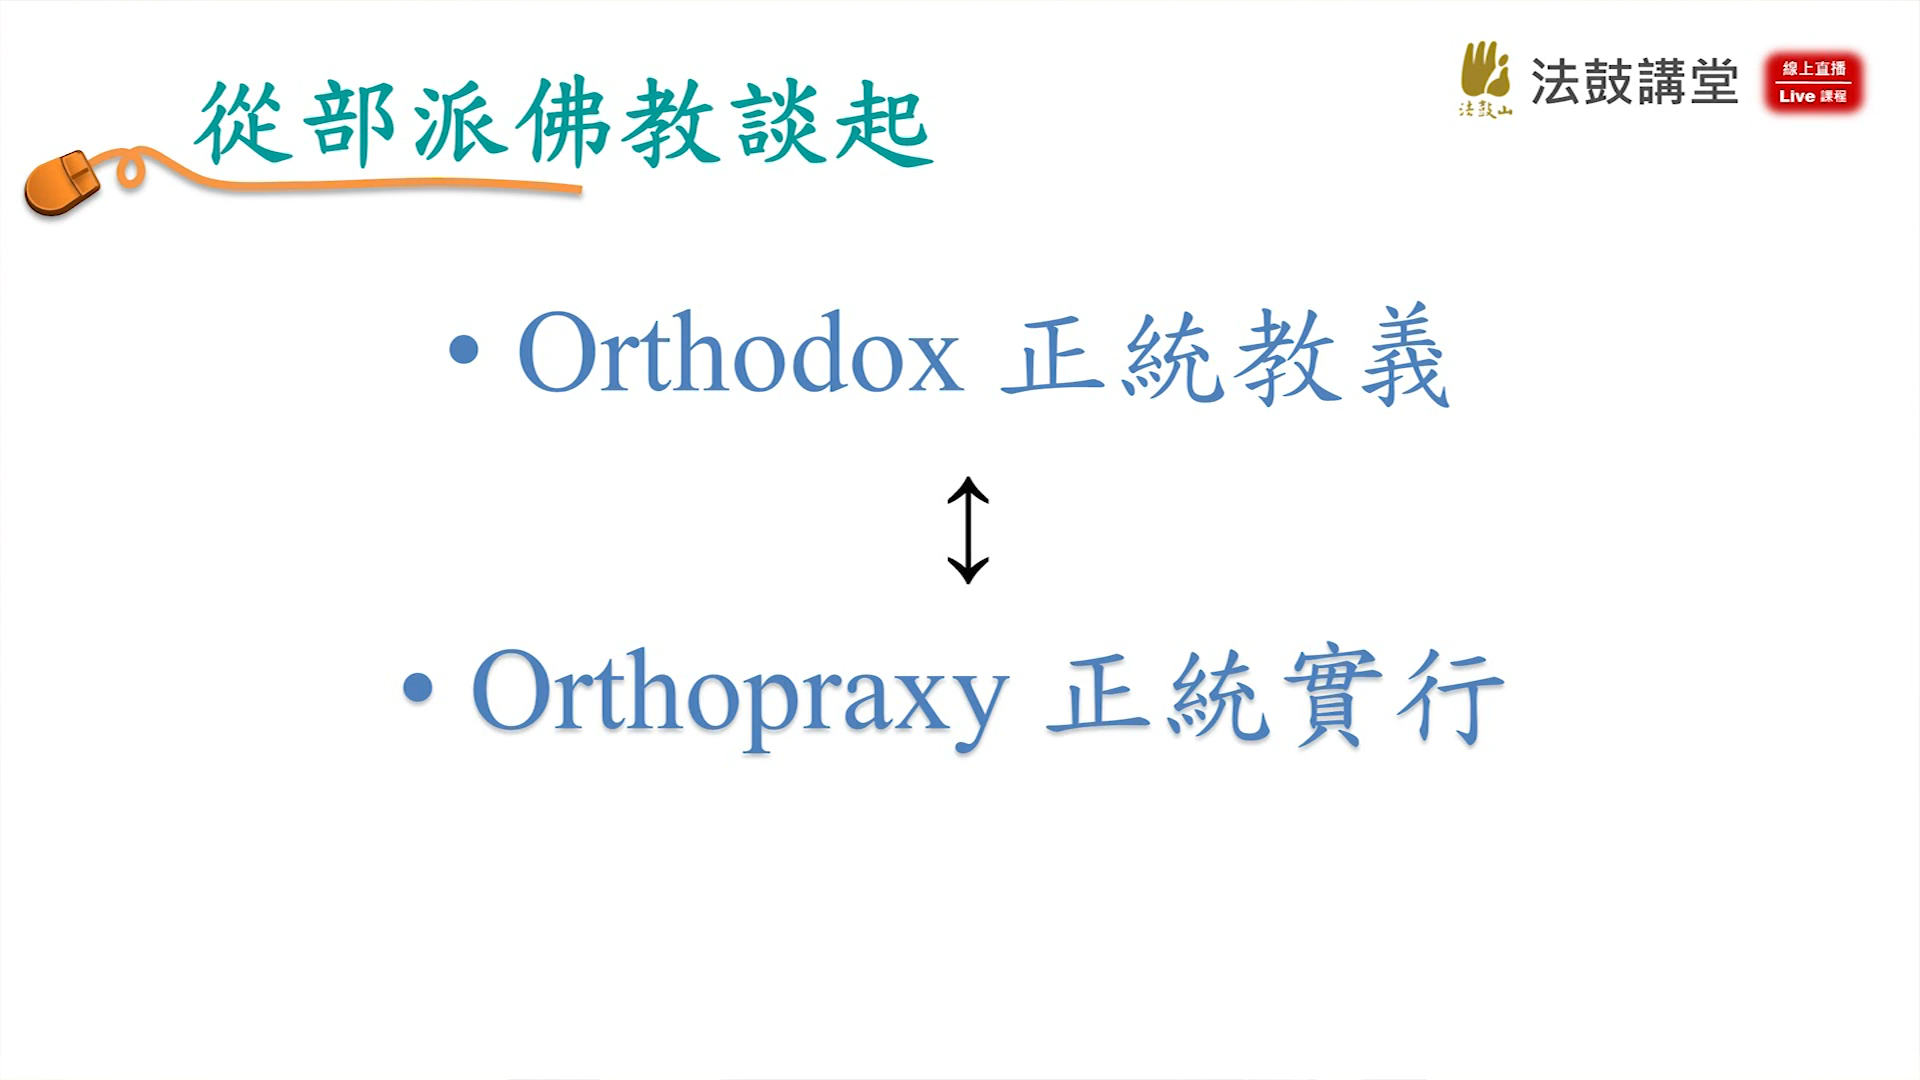 從部派佛教談起
法鼓山
法鼓講堂
線上直播
Live 課程
• Orthodox 正統教義
↕
• Orthopraxy 正統實行